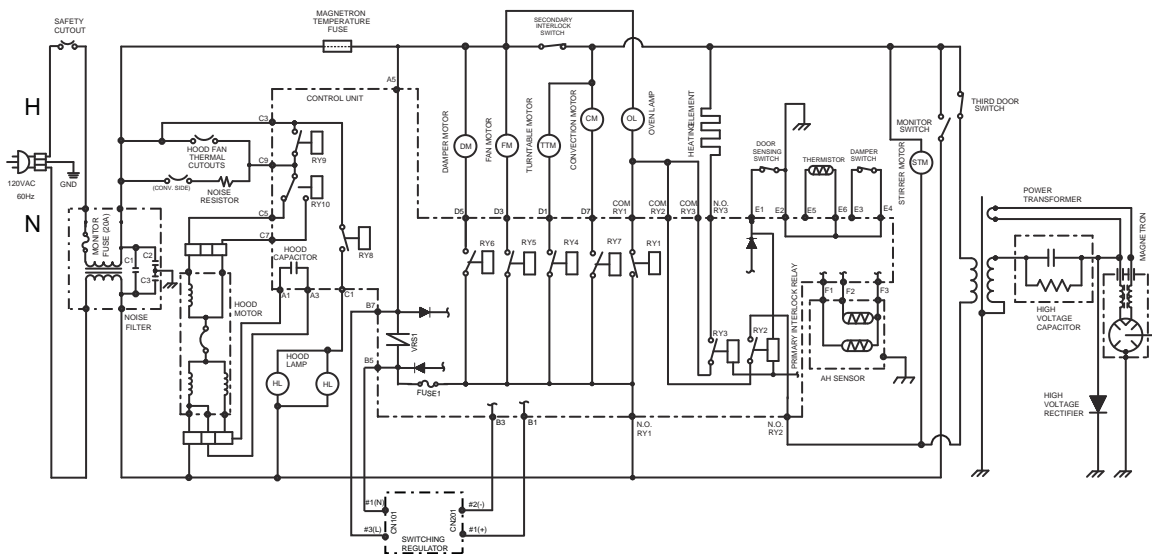 SAFETY
CUTOUT
MAGNETRON
TEMPERATURE
FUSE
SECONDARY
INTERLOCK
SWITCH
H
N
120VAC
60Hz
GND
A5
CONTROL UNIT
C3
HOOD FAN
THERMAL
CUTOUTS
C9
RY9
(CONV. SIDE)
NOISE
RESISTOR
RY10
C5
C7
HOOD
CAPACITOR
RY8
A1
A3
C1
MONITOR
FUSE (20A)
C1
C2
C3
NOISE
FILTER
HOOD
MOTOR
HOOD
LAMP
HL
HL
B7
VRS1
B5
FUSE1
DAMPER MOTOR
DM
FAN MOTOR
FM
TURNTABLE MOTOR
TTM
CONVECTION MOTOR
CM
OL
OVEN LAMP
HEATING ELEMENT
DOOR
SENSING
SWITCH
THERMISTOR
DAMPER
SWITCH
STIRRER MOTOR
STM
MONITOR
SWITCH
THIRD DOOR
SWITCH
D5
D3
D1
D7
COM
RY1
COM
RY2
COM
RY3
N.O.
RY3
E1
E2
E5
E6
E3
E4
RY6
RY5
RY4
RY7
RY1
RY3
RY2
PRIMARY INTERLOCK RELAY
F1
F2
F3
AH SENSOR
N.O.
RY1
N.O.
RY2
B3
B1
#1(N)
#3(L)
CN101
CN201
#2(-)
#1(+)
SWITCHING
REGULATOR
POWER
TRANSFORMER
HIGH
VOLTAGE
CAPACITOR
MAGNETRON
HIGH
VOLTAGE
RECTIFIER